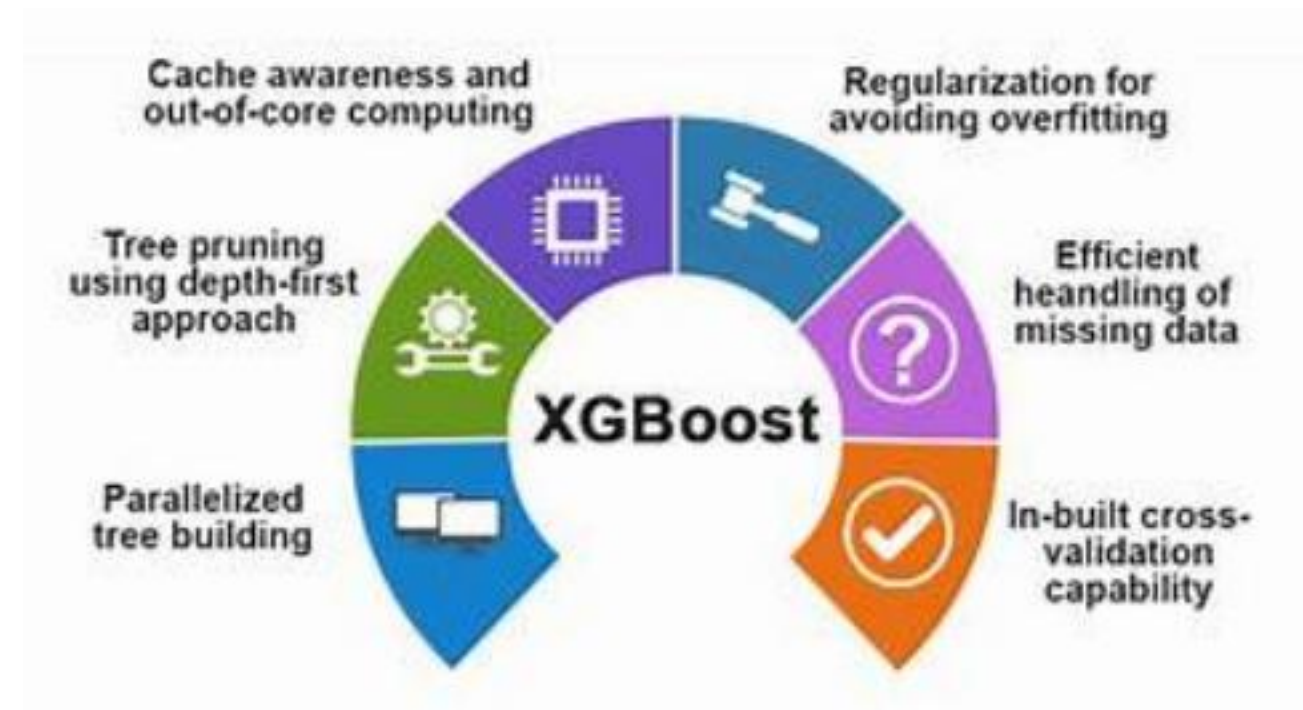 Cache awareness and
out-of-core computing
Regularization for
avoiding overfitting
Tree pruning
using depth-first
approach
Efficient
heandling of
missing data
XGBoost
Parallelized
tree building
In-built cross-
validation
capability